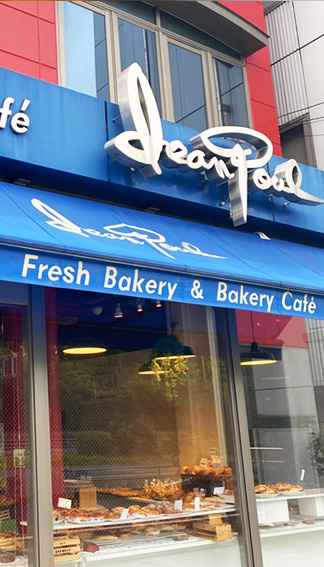 fé
Jean Paul
Jean Paul
Fresh Bakery & Bakery Café